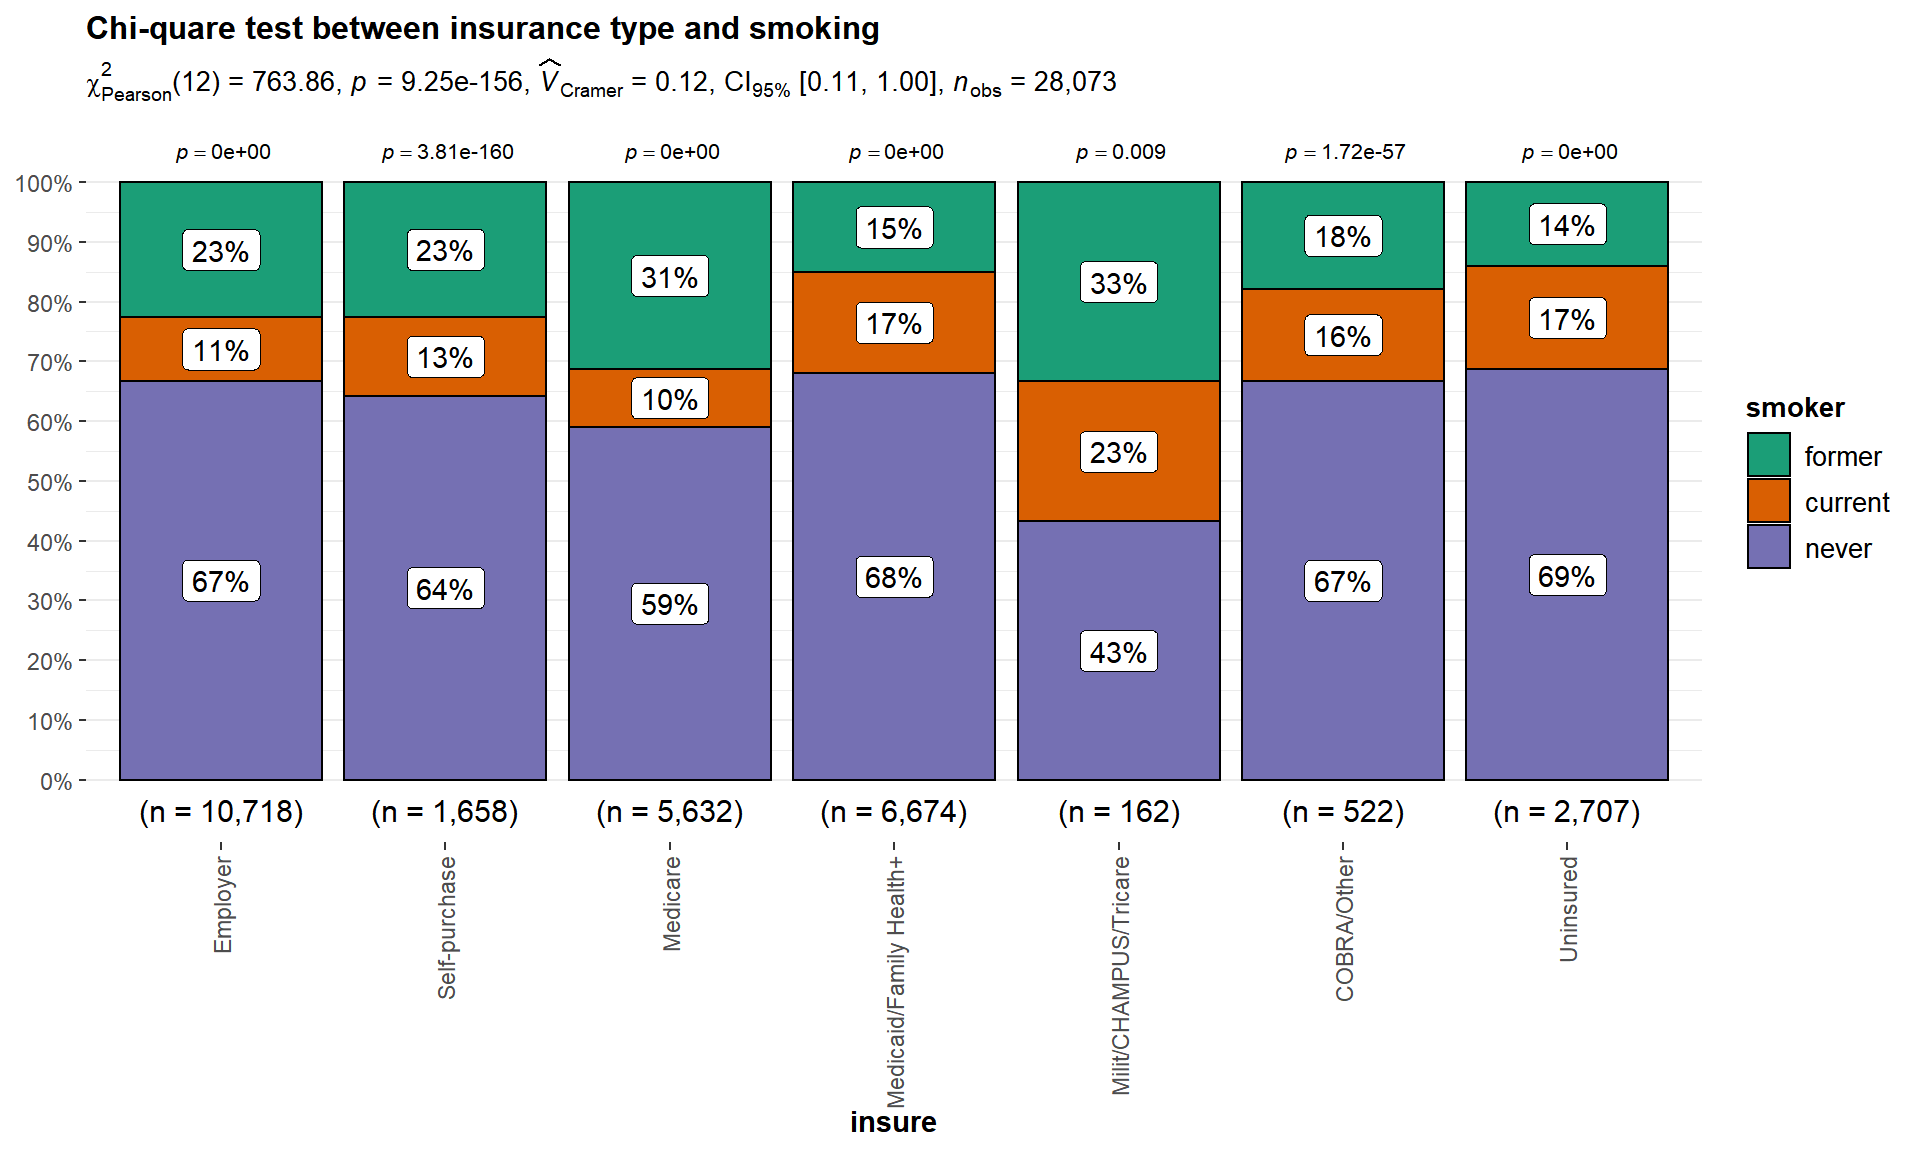 Chi-quare test between insurance type and smoking
χ²Pearson(12) = 763.86, p = 9.25e-156, V̂Cramer = 0.12, CI95% [0.11, 1.00], nobs = 28,073
p = 0e+00 p = 3.81e-160 p = 0e+00 p = 0e+00 p = 0.009 p = 1.72e-57 p = 0e+00
100%
90%
80%
70%
60%
50%
40%
30%
20%
10%
0%
23% 23% 31% 15% 33% 18% 14%
11% 13% 10% 17% 23% 16% 17%
67% 64% 59% 68% 43% 67% 69%
smoker
former
current
never
(n = 10,718) (n = 1,658) (n = 5,632) (n = 6,674) (n = 162) (n = 522) (n = 2,707)
Employer
Self-purchase
Medicare
Medicaid/Family Health+
Milit/CHAMPUS/Tricare
COBRA/Other
Uninsured
insure